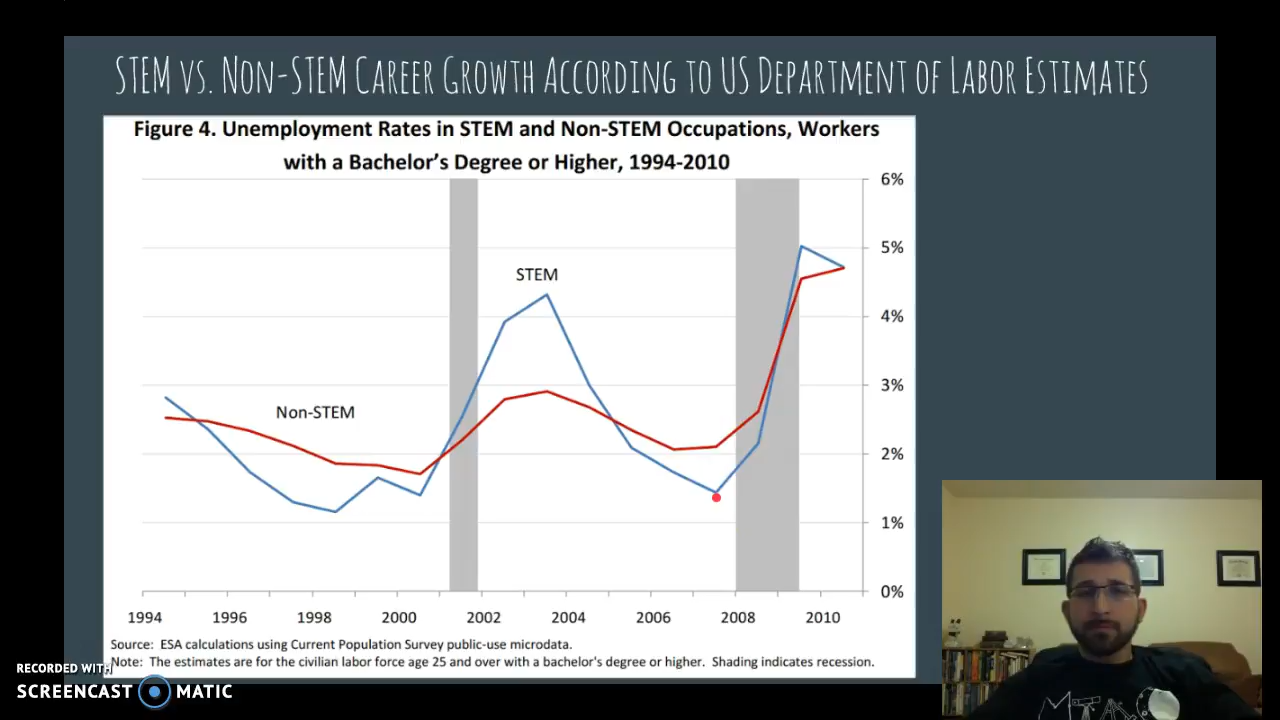 STEM vs. Non-STEM Career Growth According to US Department of Labor Estimates
Figure 4. Unemployment Rates in STEM and Non-STEM Occupations, Workers
with a Bachelor's Degree or Higher, 1994-2010
6%
5%
STEM
4%
3%
Non-STEM
2%
1%
0%
1994 1996 1998 2000 2002 2004 2006 2008 2010
Source: ESA calculations using Current Population Survey public-use microdata.
Note: The estimates are for the civilian labor force age 25 and over with a bachelor's degree or higher. Shading indicates recession.
RECORDED WITH
SCREENCAST MATIC